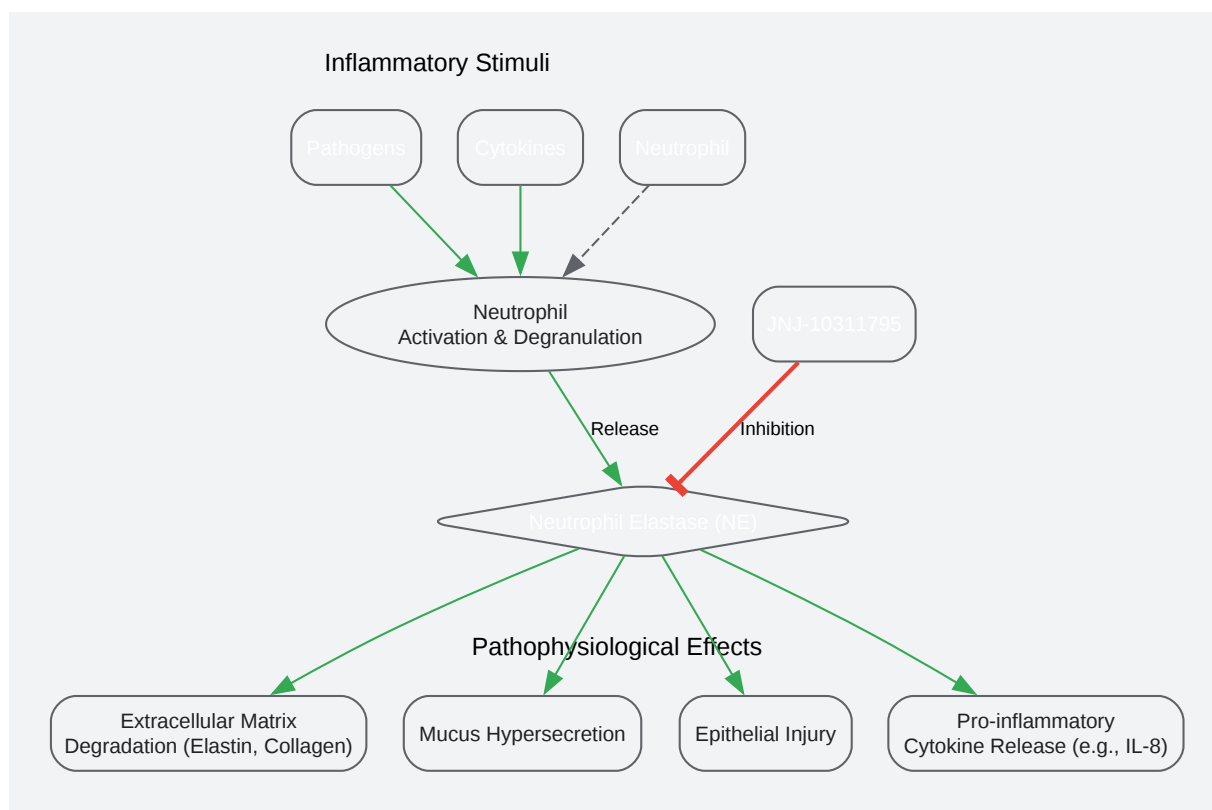 Inflammatory Stimuli
Pathogens
Cytokines
Neutrophil
Neutrophil
Activation & Degranulation
JNJ-10311795
Release
Inhibition
Neutrophil Elastase (NE)
Pathophysiological Effects
Extracellular Matrix
Degradation (Elastin, Collagen)
Mucus Hypersecretion
Epithelial Injury
Pro-inflammatory
Cytokine Release (e.g., IL-8)